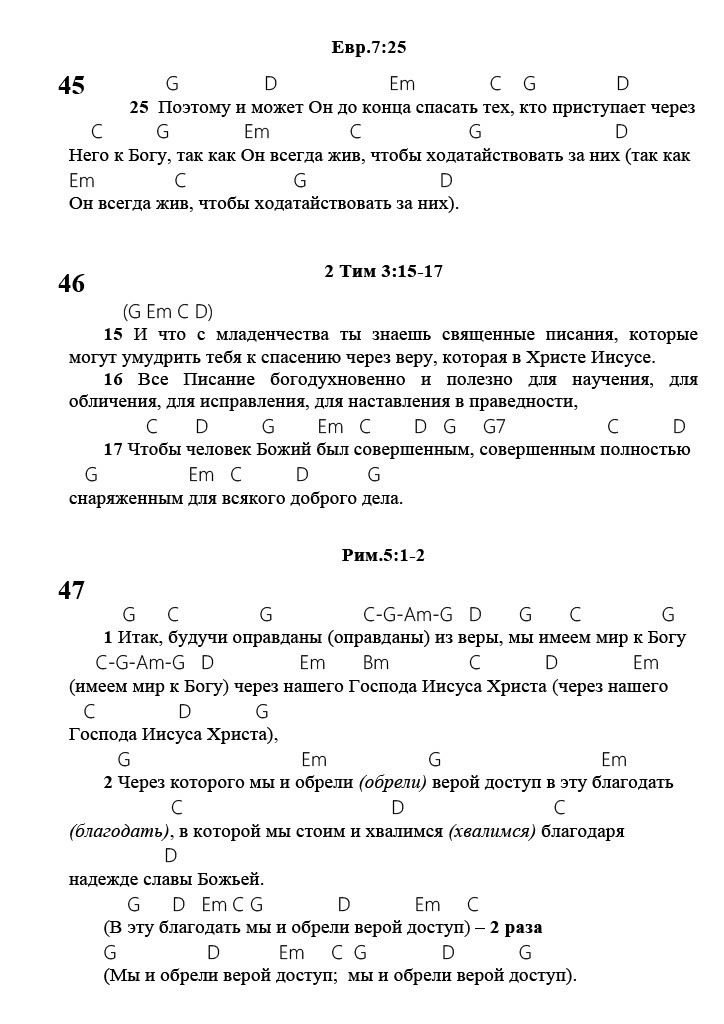 Евр.7:25
45 G D Em C G D
25 Поэтому и может Он до конца спасать тех, кто приступает через
C G Em C G D
Него к Богу, так как Он всегда жив, чтобы ходатайствовать за них (так как
Em C G D
Он всегда жив, чтобы ходатайствовать за них).
2 Тим 3:15-17
46
(G Em C D)
15 И что с младенчества ты знаешь священные писания, которые
могут умудрить тебя к спасению через веру, которая в Христе Иисусе.
16 Все Писание богодухновенно и полезно для научения, для
обличения, для исправления, для наставления в праведности,
C D G Em C D G G7 C D
17 Чтобы человек Божий был совершенным, совершенным полностью
G Em C D G
снаряженным для всякого доброго дела.
Рим.5:1-2
47
G C G C-G-Am-G D G C G
1 Итак, будучи оправданы (оправданы) из веры, мы имеем мир к Богу
C-G-Am-G D Em Bm C D Em
(имеем мир к Богу) через нашего Господа Иисуса Христа (через нашего
C D G
Господа Иисуса Христа),
G Em G Em
2 Через которого мы и обрели (обрели) верой доступ в эту благодать
C D C
(благодать), в которой мы стоим и хвалимся (хвалимся) благодаря
D
надежде славы Божьей.
G D Em C G D Em C
(В эту благодать мы и обрели верой доступ) – 2 раза
G D Em C G D G
(Мы и обрели верой доступ; мы и обрели верой доступ).